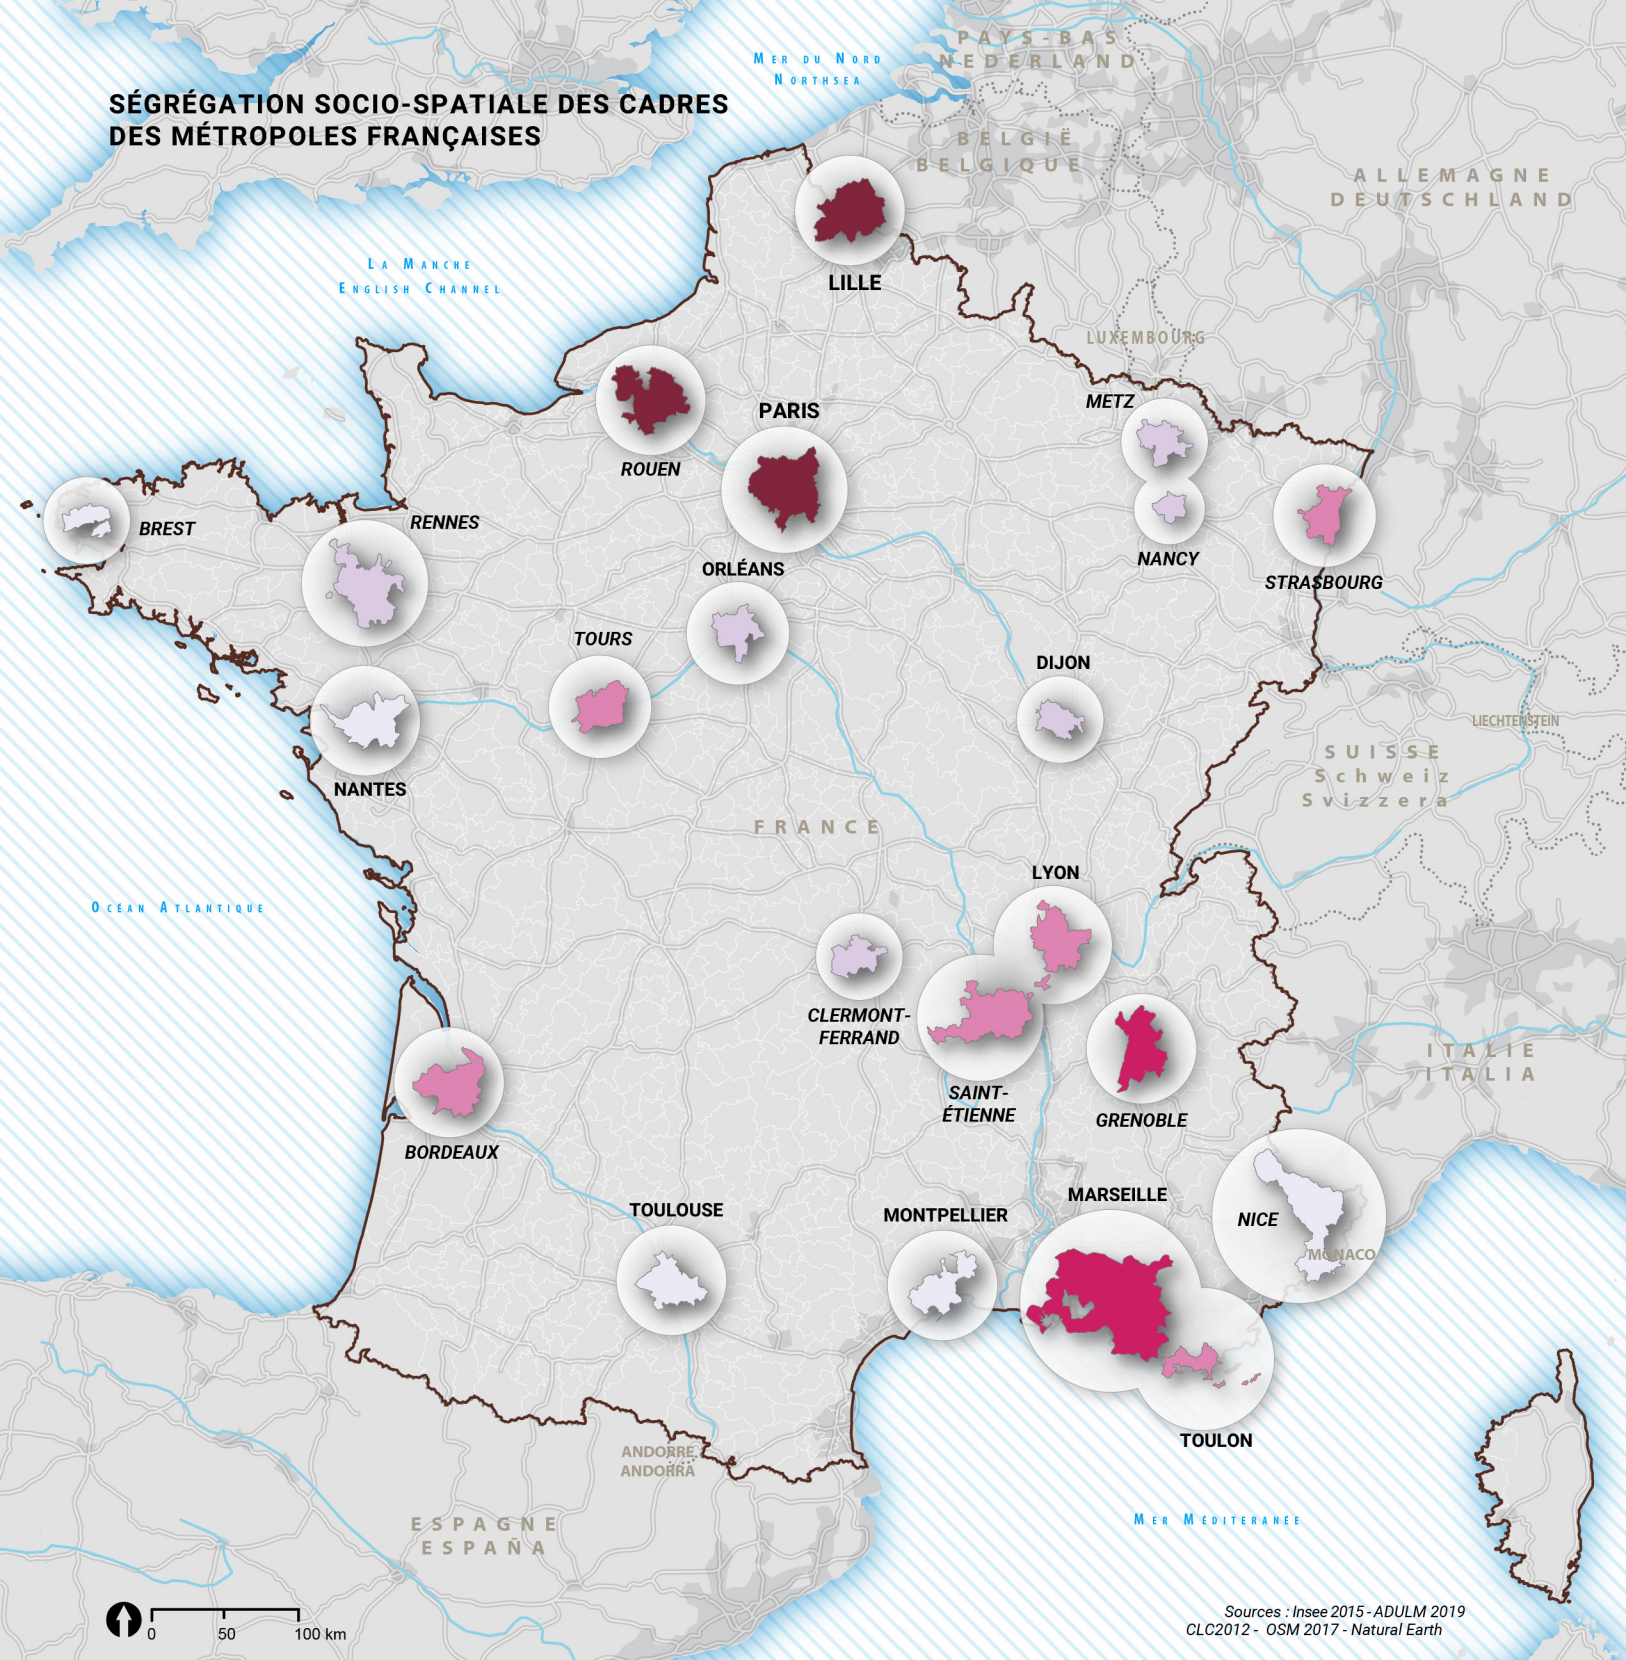 SÉGRÉGATION SOCIO-SPATIALE DES CADRES
DES MÉTROPOLES FRANÇAISES
MER DU NORD
NORTHSEA
PAYS-BAS
NEDERLAND
BELGIË
BELGIQUE
ALLEMAGNE
DEUTSCHLAND
LA MANCHE
ENGLISH CHANNEL
LILLE
LUXEMBOURG
METZ
PARIS
ROUEN
RENNES
BREST
NANCY
ORLÉANS
STRASBOURG
TOURS
DIJON
LIECHTENSTEIN
SUISSE
Schweiz
Svizzera
NANTES
FRANCE
LYON
OCÉAN ATLANTIQUE
CLERMONT-
FERRAND
ITALIE
ITALIA
SAINT-
ÉTIENNE
GRENOBLE
BORDEAUX
MARSEILLE
TOULOUSE
MONTPELLIER
NICE
MONACO
TOULON
ANDORRE
ANDORRA
MER MÉDITERANÉE
ESPAGNE
ESPAÑA
0 50 100 km
Sources : Insee 2015 - ADULM 2019
CLC2012 - OSM 2017 - Natural Earth